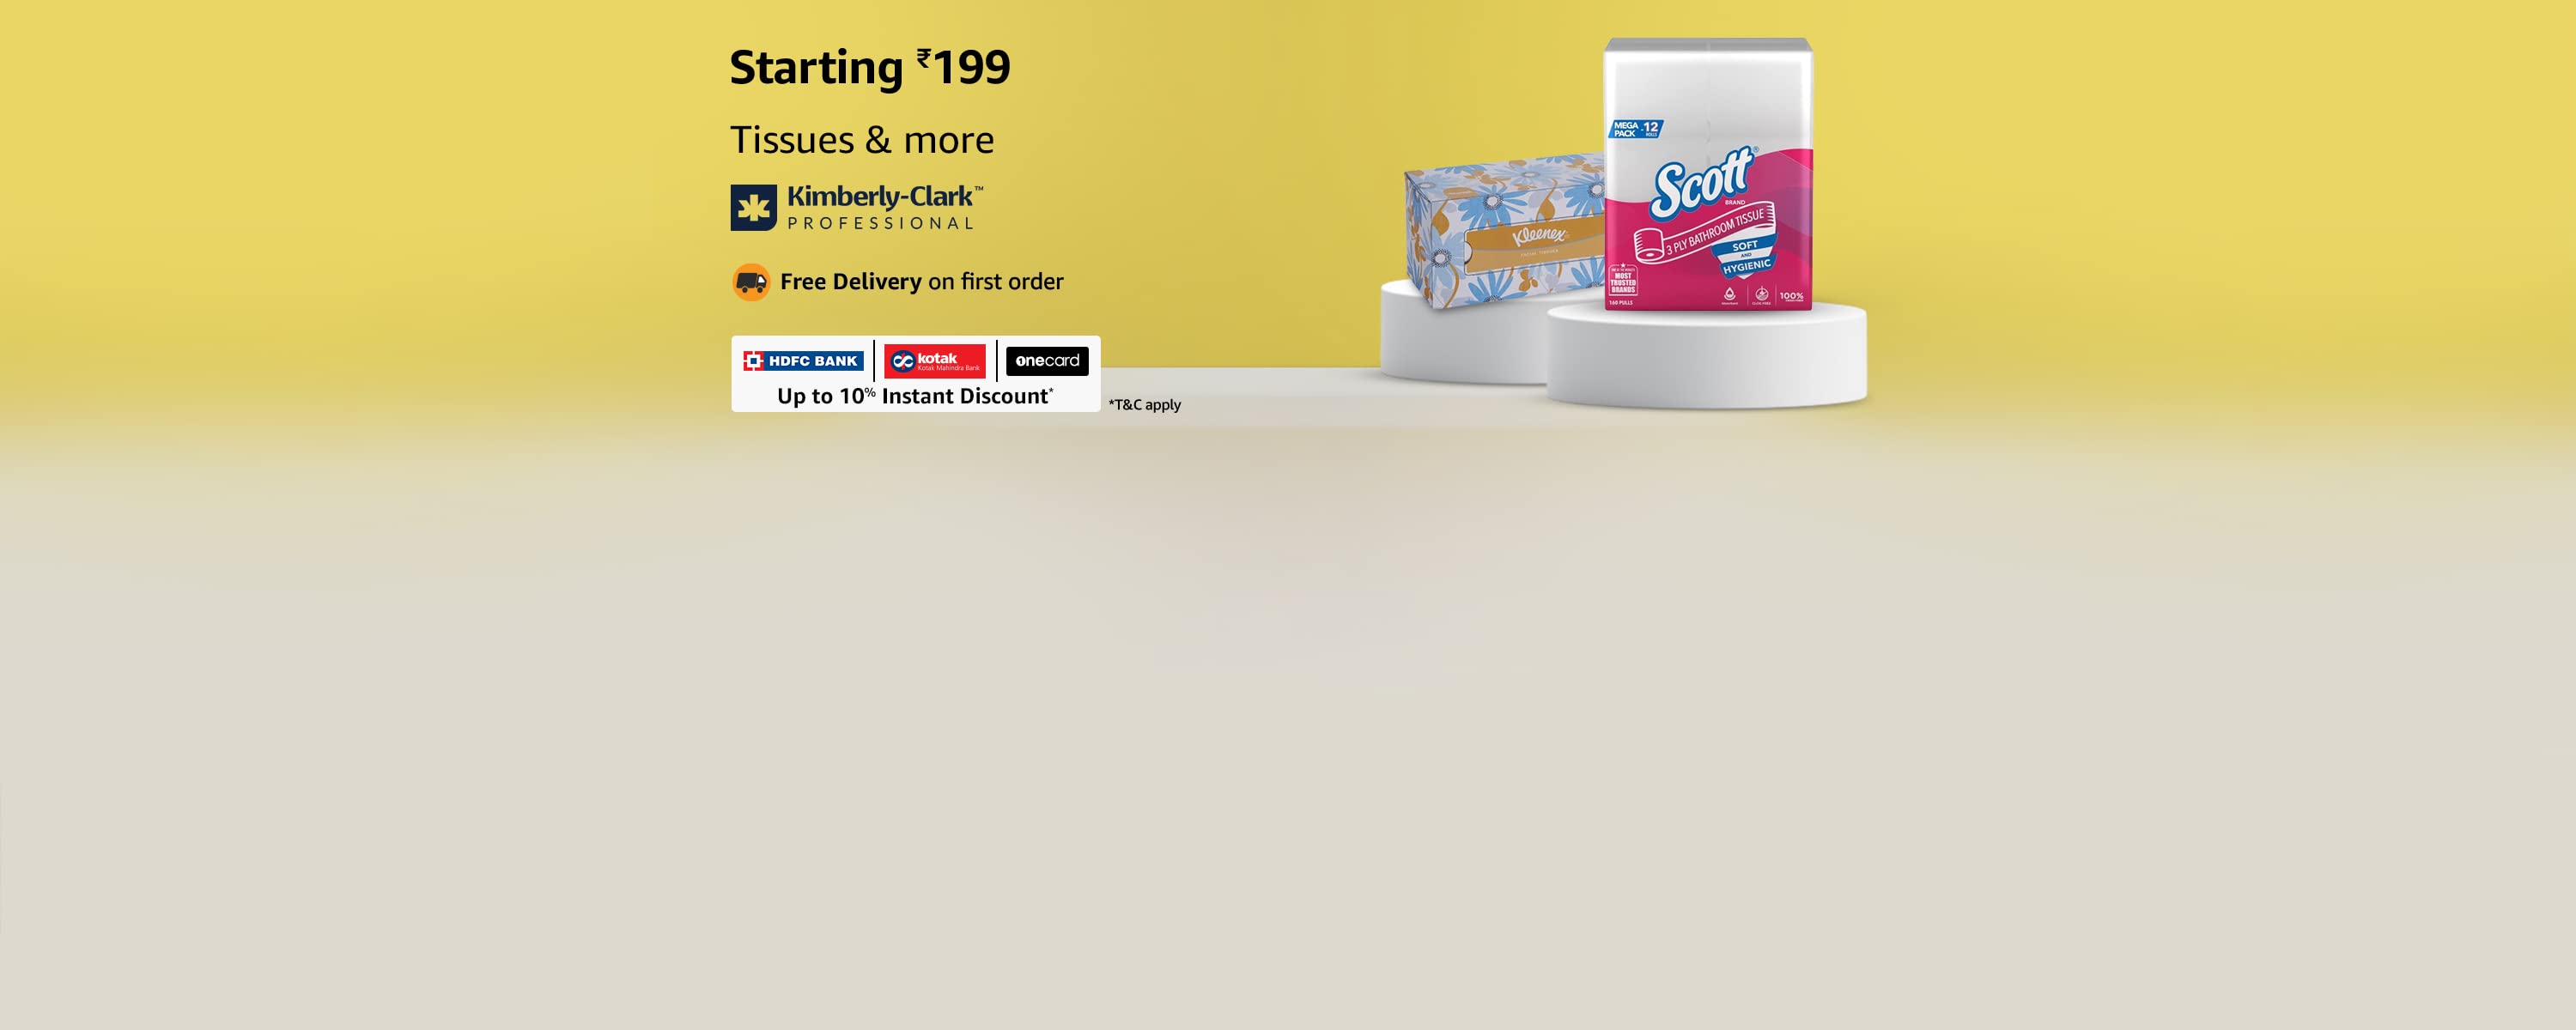 Starting ₹199
Tissues & more
Kimberly-Clark™
PROFESSIONAL
Free Delivery on first order
HDFC BANK
kotak
Kotak Mahindra Bank
onecard
Up to 10% Instant Discount*
*T&C apply
Kleenex
MEGA PACK 12
Scott®
BRAND
3 PLY BATHROOM TISSUE
SOFT
AND
HYGIENIC
MOST
TRUSTED
BRANDS
160 PULLS
100%